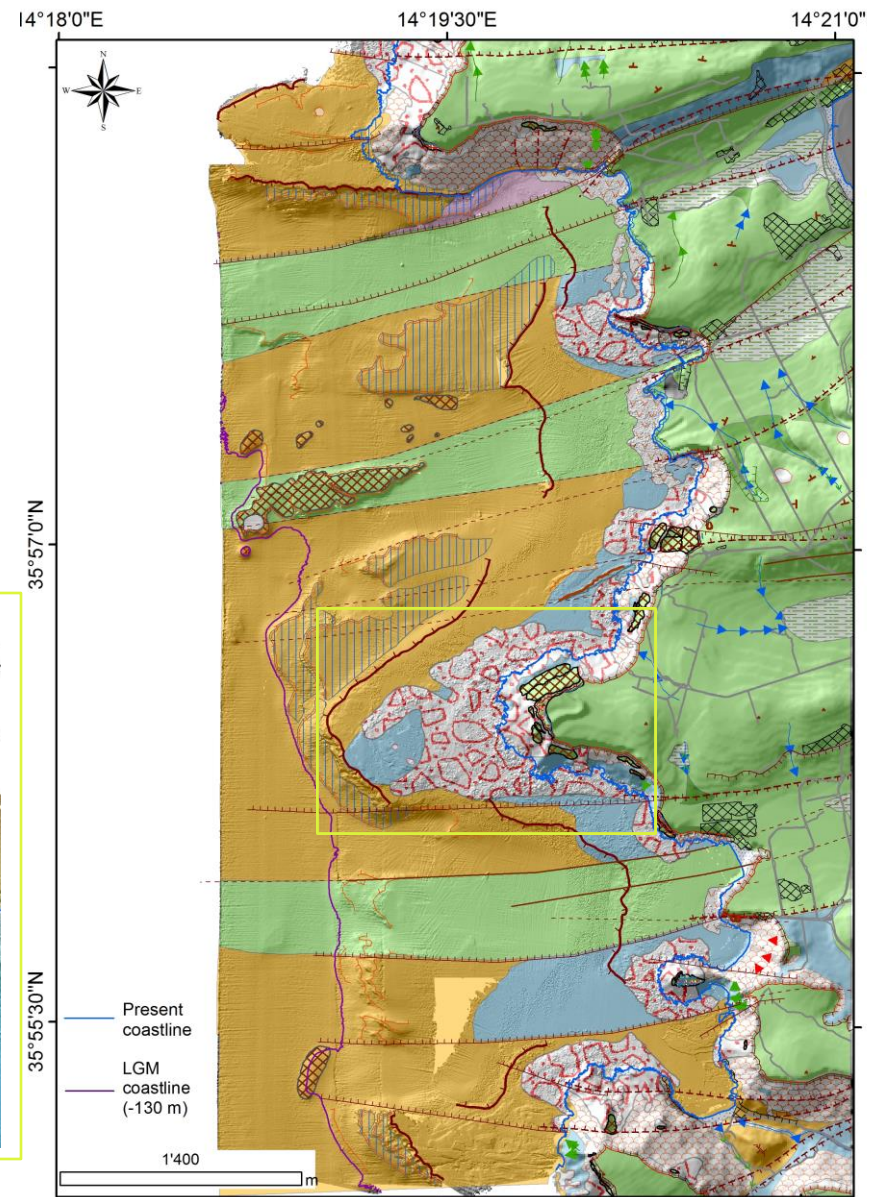 14°18'0"E
14°19'30"E
14°21'0"
N
W
E
S
35°57'0"N
35°55'30"N
Present
coastline
LGM
coastline
(-130 m)
1'400
m